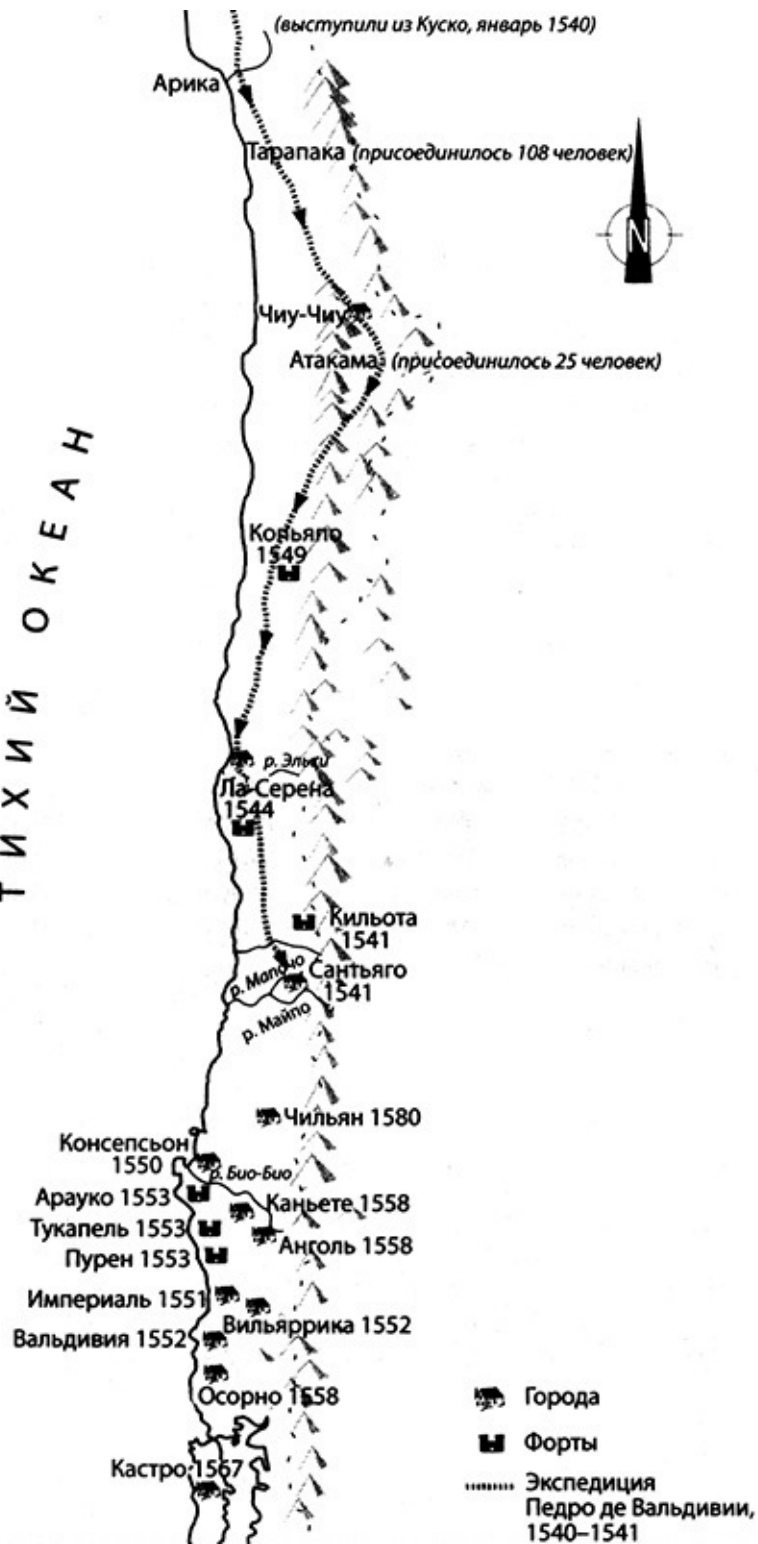 (выступили из Куско, январь 1540)
Арика
Тарапака (присоединилось 108 человек)
N
Чиу-Чиу
Атакама (присоединилось 25 человек)
ТИХИЙ ОКЕАН
Копьяпо
1549
р. Эльки
Ла-Серена
1544
Кильота
1541
р. Мапочо
Сантьяго
1541
р. Майпо
Чильян 1580
Консепсьон
1550
р. Био-Био
Арауко 1553
Каньете 1558
Тукапель 1553
Анголь 1558
Пурен 1553
Империаль 1551
Вильяррика 1552
Вальдивия 1552
Осорно 1558
Кастро 1567
Города
Форты
Экспедиция
Педро де Вальдивии,
1540–1541